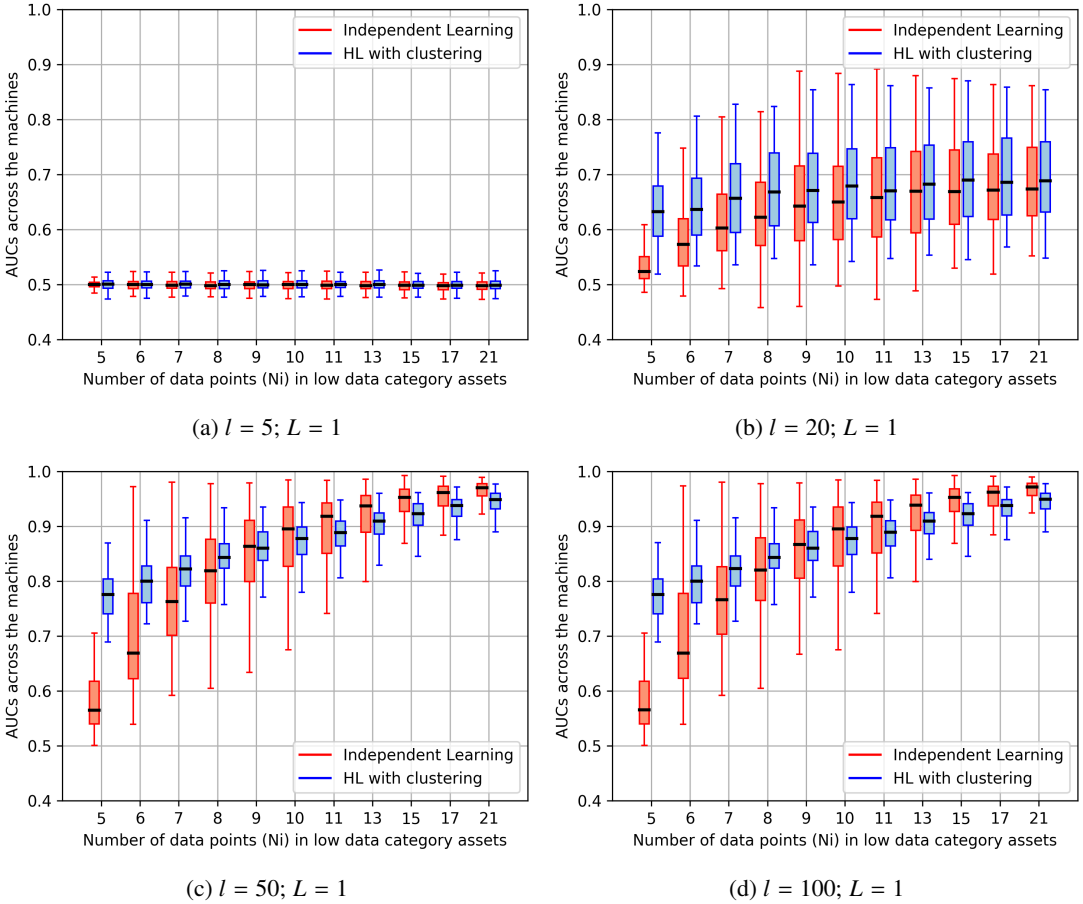 1.0
0.9
0.8
0.7
0.6
0.5
0.4
AUCs across the machines
Independent Learning
HL with clustering
5 6 7 8 9 10 11 13 15 17 21
Number of data points (Ni) in low data category assets
(a) l = 5; L = 1
1.0
0.9
0.8
0.7
0.6
0.5
0.4
AUCs across the machines
Independent Learning
HL with clustering
5 6 7 8 9 10 11 13 15 17 21
Number of data points (Ni) in low data category assets
(b) l = 20; L = 1
1.0
0.9
0.8
0.7
0.6
0.5
0.4
AUCs across the machines
Independent Learning
HL with clustering
5 6 7 8 9 10 11 13 15 17 21
Number of data points (Ni) in low data category assets
(c) l = 50; L = 1
1.0
0.9
0.8
0.7
0.6
0.5
0.4
AUCs across the machines
Independent Learning
HL with clustering
5 6 7 8 9 10 11 13 15 17 21
Number of data points (Ni) in low data category assets
(d) l = 100; L = 1